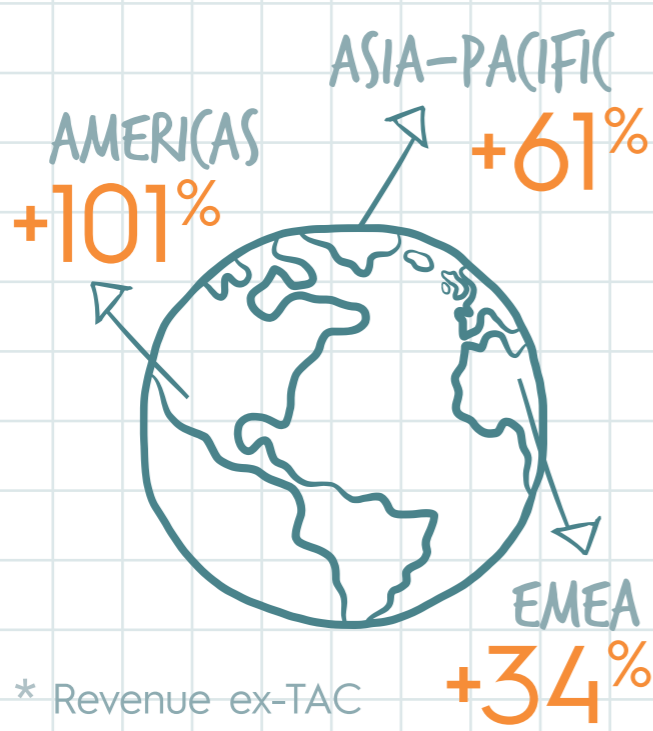 ASIA-PACIFIC
+61%
AMERICAS
+101%
EMEA
+34%
* Revenue ex-TAC